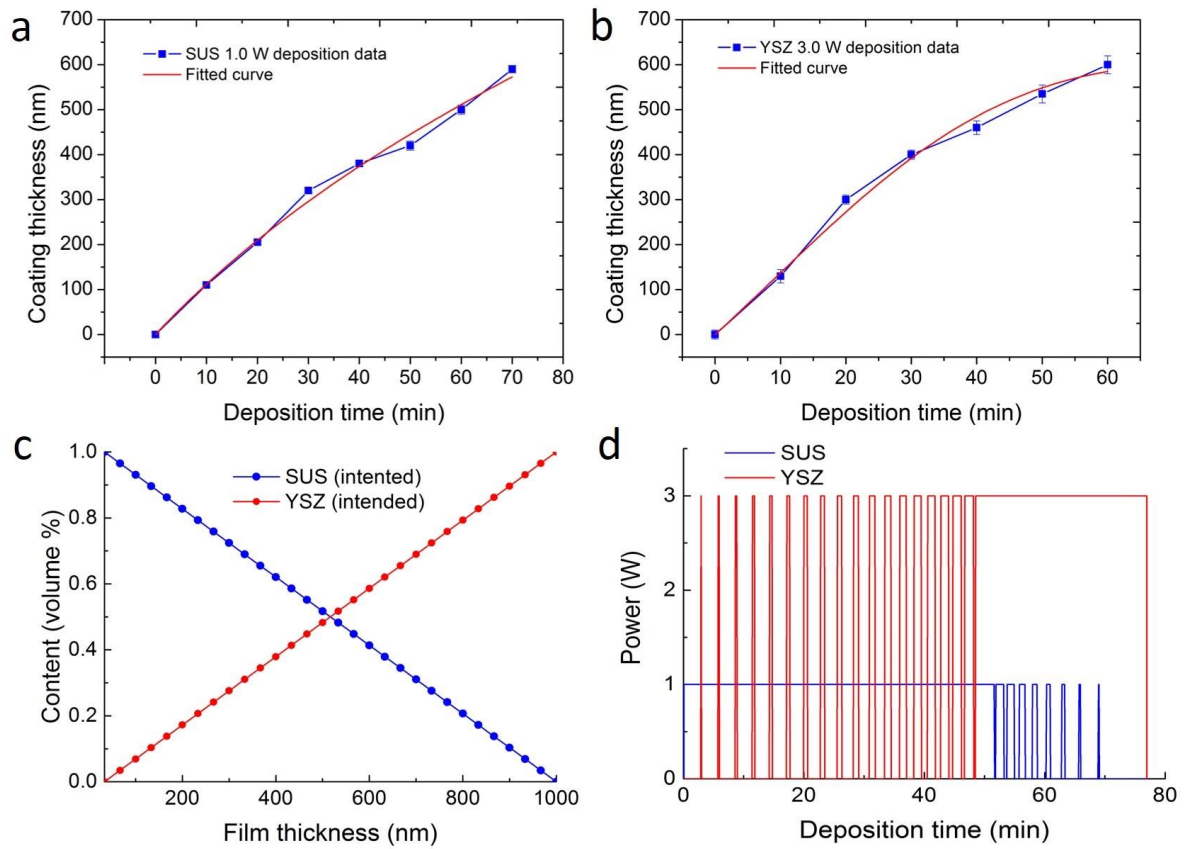 a
700
600
500
400
300
200
100
0
Coating thickness (nm)
SUS 1.0 W deposition data
Fitted curve
0 10 20 30 40 50 60 70 80
Deposition time (min)
b
700
600
500
400
300
200
100
0
Coating thickness (nm)
YSZ 3.0 W deposition data
Fitted curve
0 10 20 30 40 50 60
Deposition time (min)
c
1.0
0.8
0.6
0.4
0.2
0.0
Content (volume %)
SUS (intented)
YSZ (intended)
200 400 600 800 1000
Film thickness (nm)
d
SUS
YSZ
3
2
1
0
Power (W)
0 20 40 60 80
Deposition time (min)